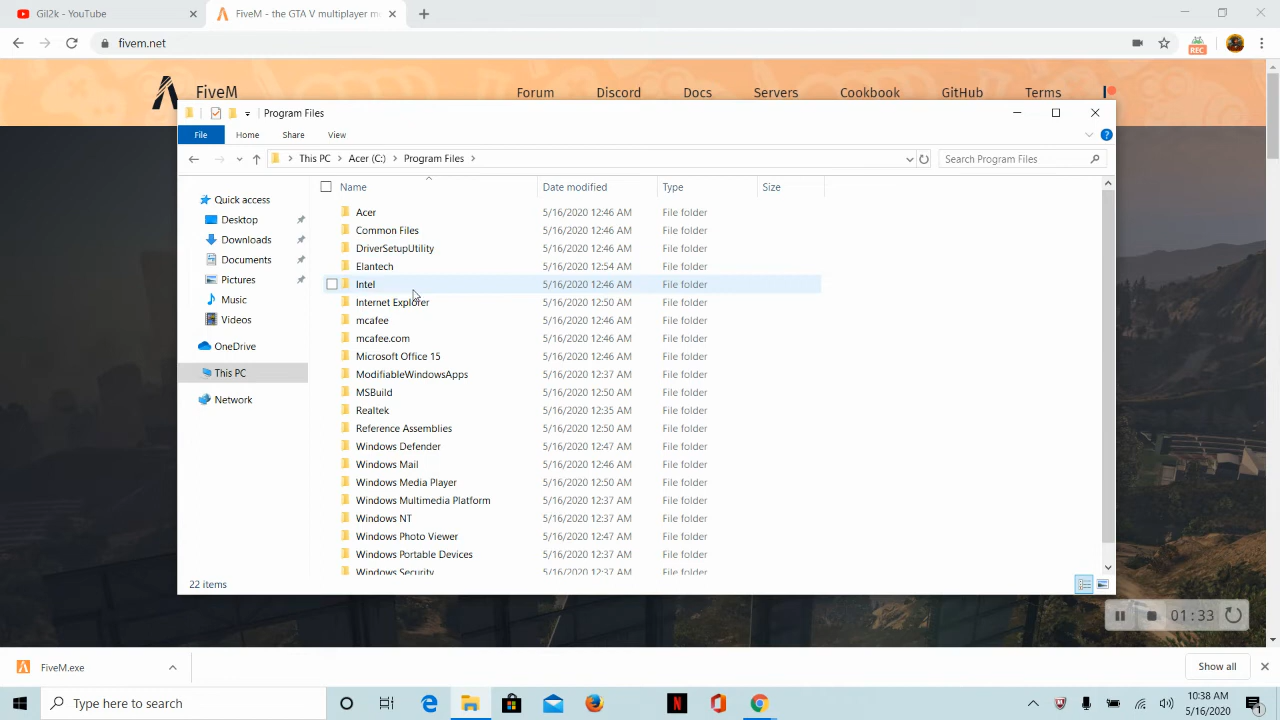 Gil2k - YouTube
FiveM - the GTA V multiplayer m
fivem.net
REC
FiveM
Forum Discord Docs Servers Cookbook GitHub Terms
Program Files
File Home Share View
This PC Acer (C:) Program Files
Search Program Files
Name Date modified Type Size
Quick access
Desktop
Downloads
Documents
Pictures
Music
Videos
OneDrive
This PC
Network
Acer 5/16/2020 12:46 AM File folder
Common Files 5/16/2020 12:46 AM File folder
DriverSetupUtility 5/16/2020 12:46 AM File folder
Elantech 5/16/2020 12:54 AM File folder
Intel 5/16/2020 12:46 AM File folder
Internet Explorer 5/16/2020 12:50 AM File folder
mcafee 5/16/2020 12:46 AM File folder
mcafee.com 5/16/2020 12:46 AM File folder
Microsoft Office 15 5/16/2020 12:46 AM File folder
ModifiableWindowsApps 5/16/2020 12:37 AM File folder
MSBuild 5/16/2020 12:50 AM File folder
Realtek 5/16/2020 12:35 AM File folder
Reference Assemblies 5/16/2020 12:50 AM File folder
Windows Defender 5/16/2020 12:47 AM File folder
Windows Mail 5/16/2020 12:46 AM File folder
Windows Media Player 5/16/2020 12:50 AM File folder
Windows Multimedia Platform 5/16/2020 12:37 AM File folder
Windows NT 5/16/2020 12:37 AM File folder
Windows Photo Viewer 5/16/2020 12:47 AM File folder
Windows Portable Devices 5/16/2020 12:37 AM File folder
Windows Security 5/16/2020 12:37 AM File folder
22 items
01:33
FiveM.exe
Show all
Type here to search
10:38 AM
5/16/2020
1